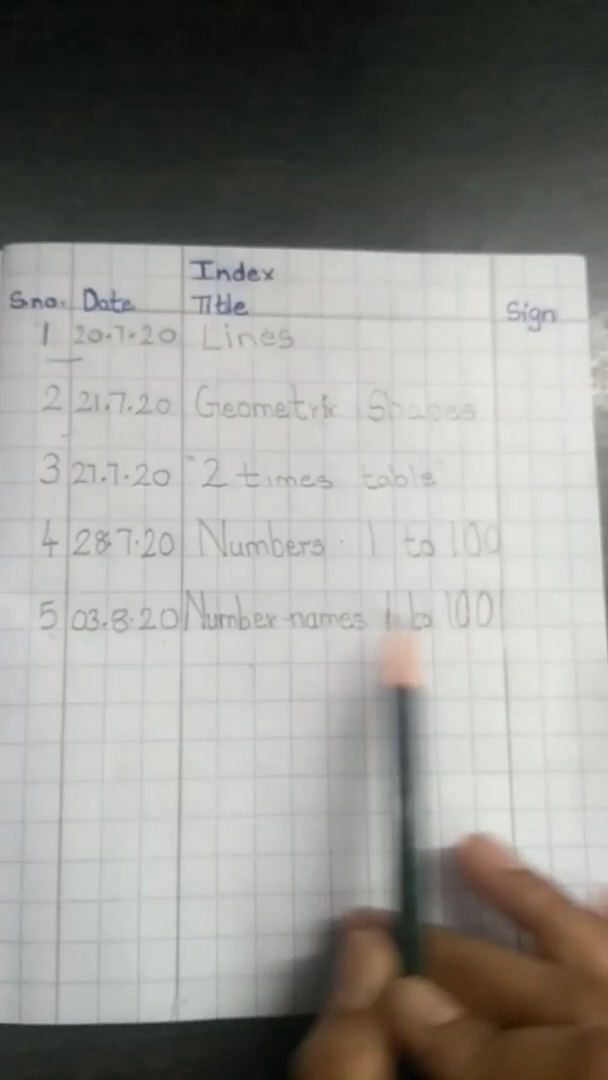 Index
Sno. Date Title Sign
1 20.7.20 Lines
2 21.7.20 Geometric Shapes
3 27.7.20 "2 times table"
4 28.7.20 Numbers 1 to 100
5 03.8.20 Number-names 1 to 100